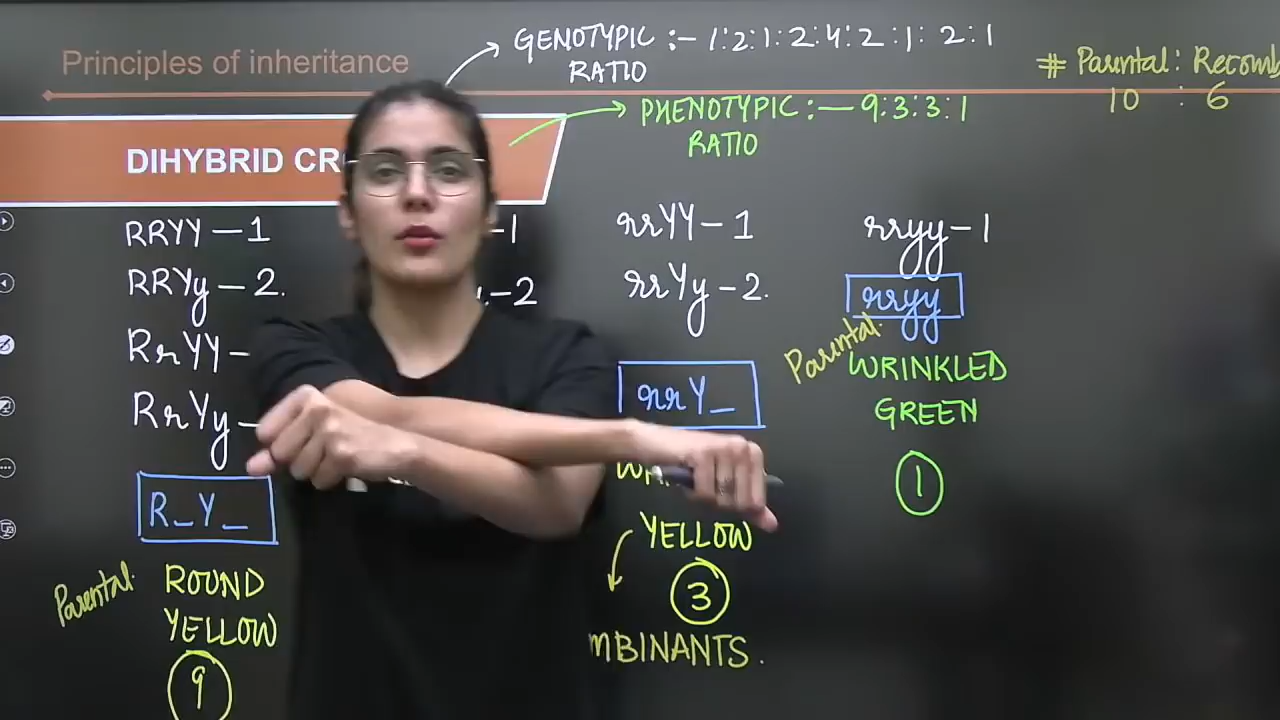 Principles of inheritance
GENOTYPIC :- 1:2:1:2:4:2:1:2:1
RATIO
# Parental : Recomb
10 : 6
PHENOTYPIC :- 9:3:3:1
RATIO
DIHYBRID
RRYY - 1
RRYy - 2.
RrYY -
RrYy -
R_Y_
Parental
ROUND
YELLOW
9
-1
-2
rrYY - 1
rrYy - 2.
rrY_
YELLOW
3
MBINANTS.
rryy - 1
rryy
Parental.
WRINKLED
GREEN
1